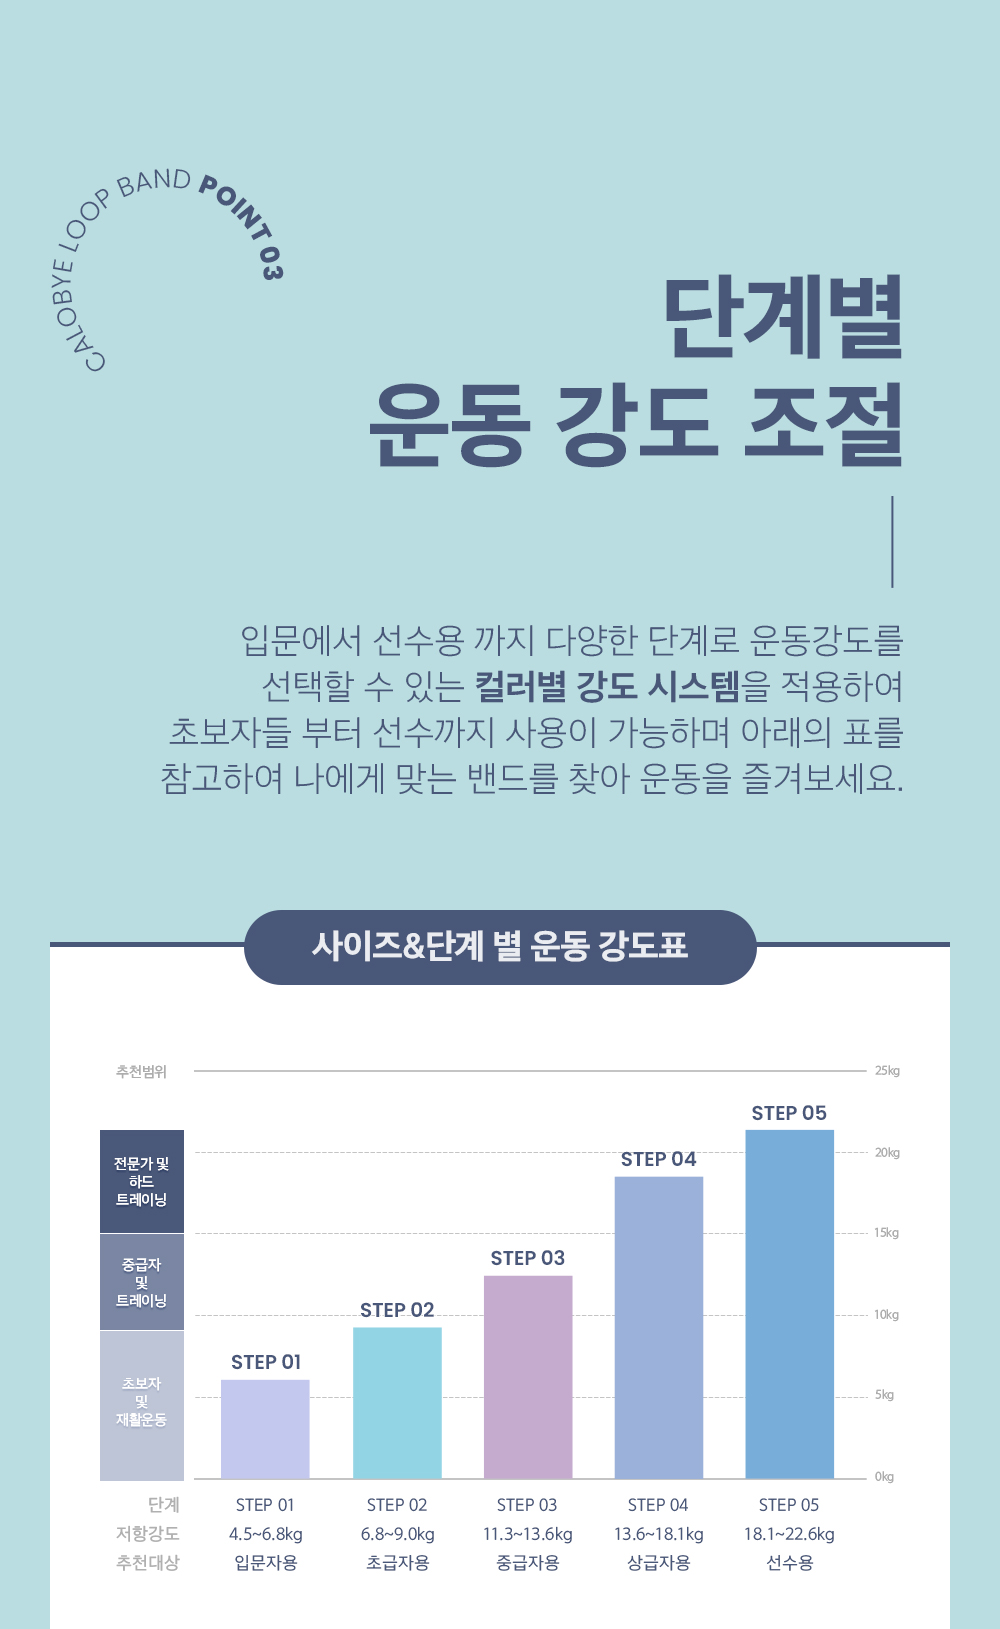 CALOBYE LOOP BAND POINT 03
단계별
운동 강도 조절
입문에서 선수용 까지 다양한 단계로 운동강도를
선택할 수 있는 컬러별 강도 시스템을 적용하여
초보자들 부터 선수까지 사용이 가능하며 아래의 표를
참고하여 나에게 맞는 밴드를 찾아 운동을 즐겨보세요.
사이즈&단계 별 운동 강도표
추천범위
25kg
STEP 05
전문가 및
하드
트레이닝
STEP 04
20kg
15kg
중급자
및
트레이닝
STEP 03
STEP 02
10kg
STEP 01
초보자
및
재활운동
5kg
0kg
단계 STEP 01 STEP 02 STEP 03 STEP 04 STEP 05
저항강도 4.5~6.8kg 6.8~9.0kg 11.3~13.6kg 13.6~18.1kg 18.1~22.6kg
추천대상 입문자용 초급자용 중급자용 상급자용 선수용